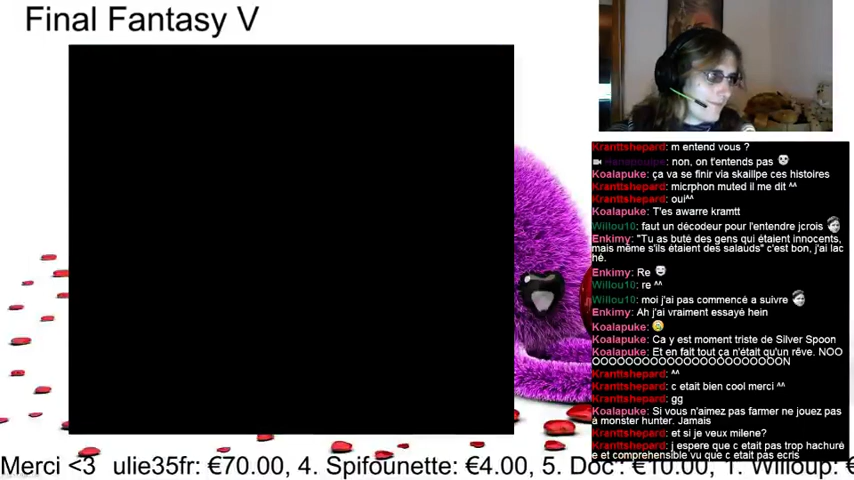 Final Fantasy V
Kranttshepard: m entend vous ?
non, on t'entends pas
Koalapuke: ça va se finir via skaillpe ces histoires
Kranttshepard: micrphon muted il me dit ^^
Kranttshepard: oui^^
Koalapuke: T'es awarre kramtt
Willou10: faut un décodeur pour l'entendre jcrois
Enkimy: "Tu as buté des gens qui étaient innocents,
mais même s'ils étaient des salauds" c'est bon, j'ai lac
hé.
Enkimy: Re
Willou10: re ^^
Willou10: moi j'ai pas commencé a suivre
Enkimy: Ah j'ai vraiment essayé hein
Koalapuke:
Koalapuke: Ca y est moment triste de Silver Spoon
Koalapuke: Et en fait tout ça n'était qu'un rêve. NOO
OOOOOOOOOOOOOOOOOOOOOOOON
Kranttshepard: ^^
Kranttshepard: c etait bien cool merci ^^
Kranttshepard: gg
Koalapuke: Si vous n'aimez pas farmer ne jouez pas
à monster hunter. Jamais
Kranttshepard: et si je veux milene?
Kranttshepard: j espere que c etait pas trop hachuré
e et comprehensible vu que c etait pas ecris
Merci <3 ulie35fr: €70.00, 4. Spifounette: €4.00, 5. Doc : €10.00, 1. Willoup: €